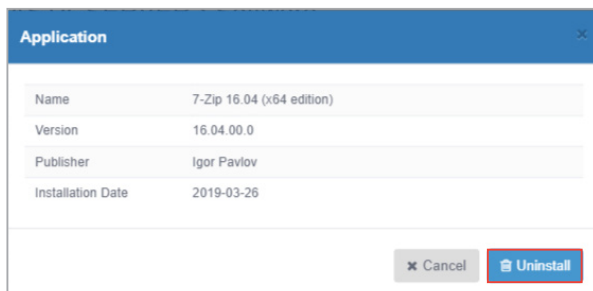 Application
Name 7-Zip 16.04 (x64 edition)
Version 16.04.00.0
Publisher Igor Pavlov
Installation Date 2019-03-26
Cancel Uninstall